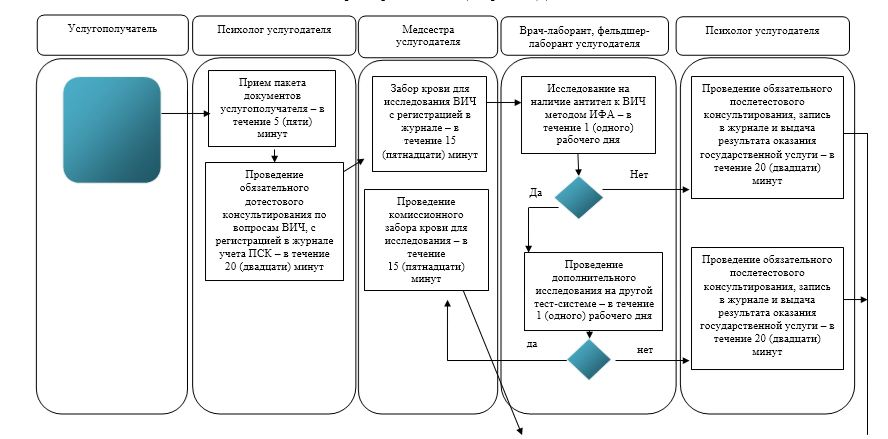 Услугополучатель
Психолог услугодателя
Медсестра
услугодателя
Врач-лаборант, фельдшер-
лаборант услугодателя
Психолог услугодателя
Прием пакета
документов
услугополучателя – в
течение 5 (пяти)
минут
Проведение
обязательного
дотестового
консультирования по
вопросам ВИЧ, с
регистрацией в журнале
учета ПСК – в течение
20 (двадцати) минут
Забор крови для
исследования ВИЧ
с регистрацией в
журнале – в
течение 15
(пятнадцати) минут
Проведение
комиссионного
забора крови для
исследования – в
течение
15 (пятнадцати)
минут
Исследование на
наличие антител к ВИЧ
методом ИФА – в
течение 1 (одного)
рабочего дня
Да
Нет
Проведение
дополнительного
исследования на другой
тест-системе – в течение
1 (одного) рабочего дня
да
нет
Проведение обязательного
послетестового
консультирования, запись
в журнале и выдача
результата оказания
государственной услуги – в
течение 20 (двадцати)
минут
Проведение обязательного
послетестового
консультирования, запись
в журнале и выдача
результата оказания
государственной услуги – в
течение 20 (двадцати)
минут